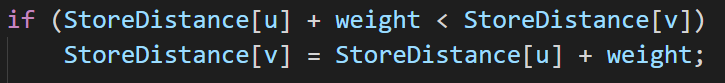 if (StoreDistance[u] + weight < StoreDistance[v])
    StoreDistance[v] = StoreDistance[u] + weight;